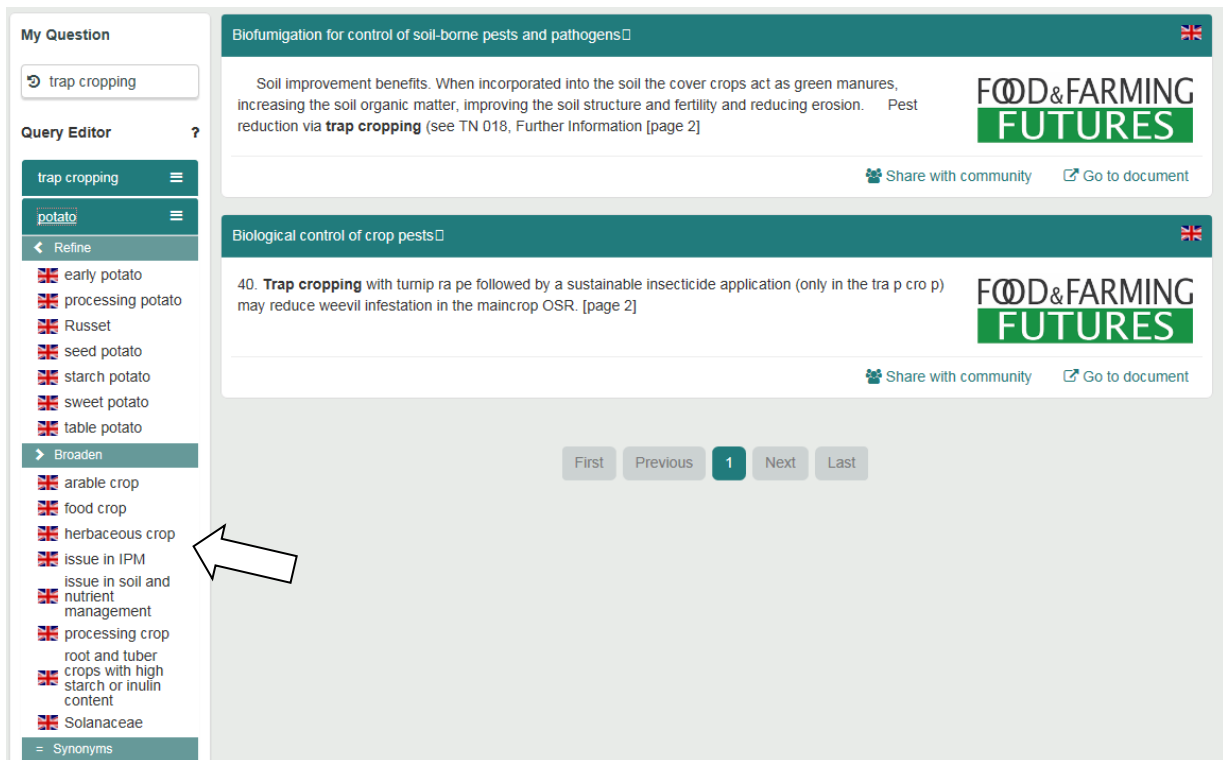 My Question
trap cropping
Query Editor ?
trap cropping
potato
Refine
early potato
processing potato
Russet
seed potato
starch potato
sweet potato
table potato
Broaden
arable crop
food crop
herbaceous crop
issue in IPM
issue in soil and
nutrient
management
processing crop
root and tuber
crops with high
starch or inulin
content
Solanaceae
= Synonyms
Biofumigation for control of soil-borne pests and pathogens
Soil improvement benefits. When incorporated into the soil the cover crops act as green manures,
increasing the soil organic matter, improving the soil structure and fertility and reducing erosion. Pest
reduction via trap cropping (see TN 018, Further Information [page 2]
FOOD&FARMING
FUTURES
Share with community Go to document
Biological control of crop pests
40. Trap cropping with turnip ra pe followed by a sustainable insecticide application (only in the tra p cro p)
may reduce weevil infestation in the maincrop OSR. [page 2]
FOOD&FARMING
FUTURES
Share with community Go to document
First Previous 1 Next Last